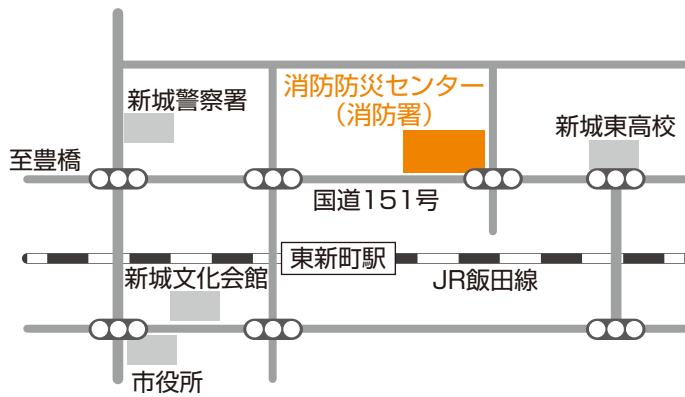 消防防災センター
（消防署）
新城警察署
新城東高校
至豊橋
国道151号
東新町駅
JR飯田線
新城文化会館
市役所